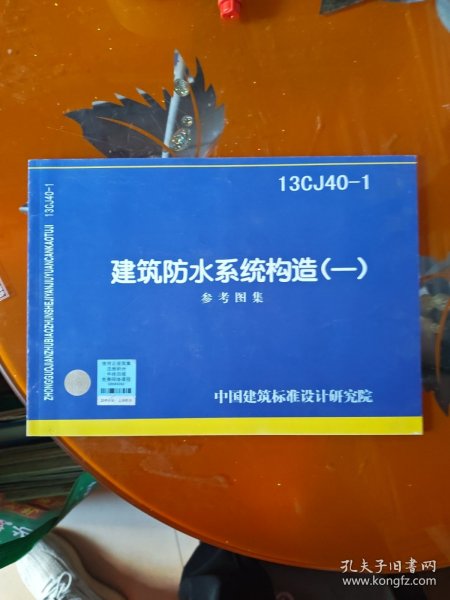 13CJ40-1
建筑防水系统构造(一)
参考图集
中国建筑标准设计研究院
ZHONGGUOJIANZHUBIAOZHUNSHEJIYANJIUYUANCANKAOTUJI 13CJ40-1
孔夫子旧书网
www.kongfz.com